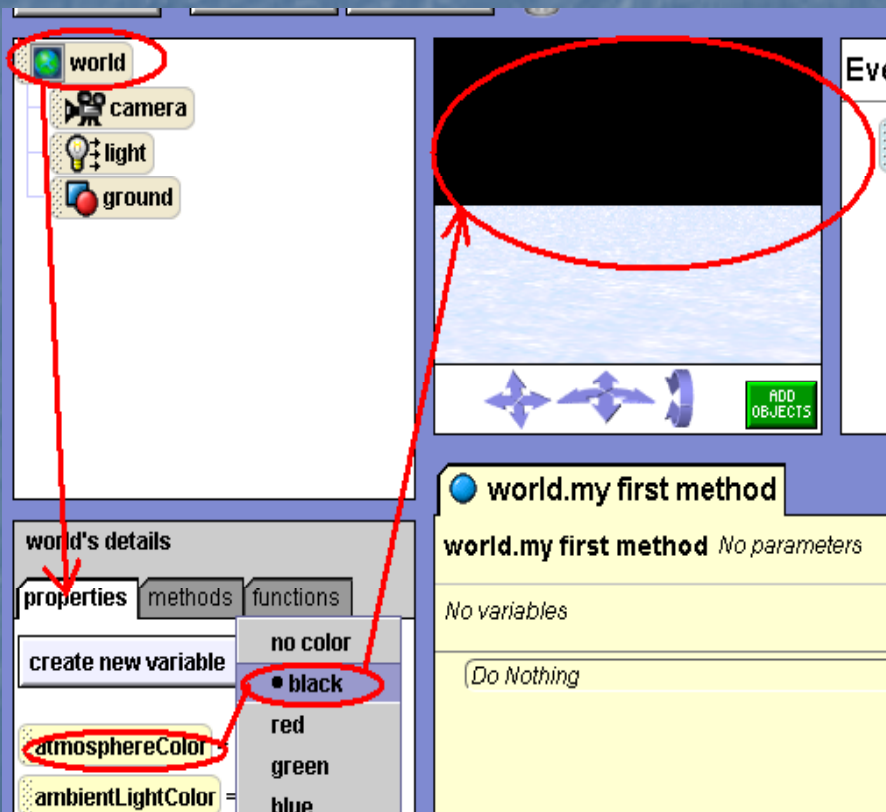 world
camera
light
ground
Eve
ADD
OBJECTS
world's details
properties methods functions
create new variable
atmosphereColor =
ambientLightColor =
no color
• black
red
green
blue
world.my first method
world.my first method No parameters
No variables
Do Nothing